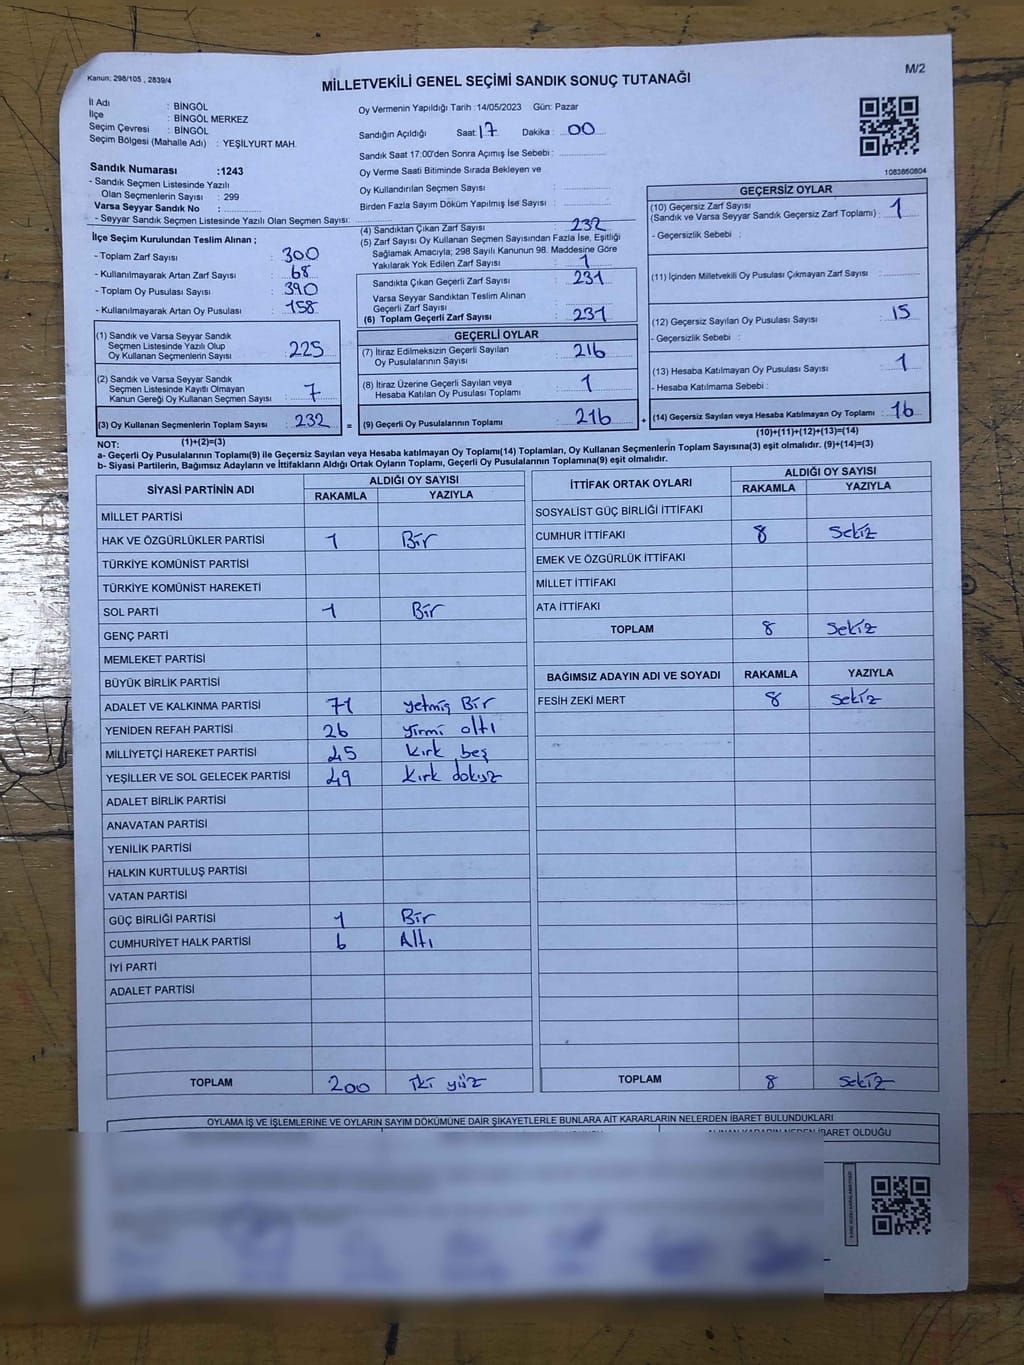 Kanun; 298/105 , 2839/4
MİLLETVEKİLİ GENEL SEÇİMİ SANDIK SONUÇ TUTANAĞI
M/2
İl Adı : BİNGÖL
İlçe : BİNGÖL MERKEZ
Seçim Çevresi : BİNGÖL
Seçim Bölgesi (Mahalle Adı) : YEŞİLYURT MAH.
Oy Vermenin Yapıldığı Tarih : 14/05/2023 Gün: Pazar
Sandığın Açıldığı Saat: 17 Dakika : 00
Sandık Saat 17:00'den Sonra Açımış İse Sebebi :
Oy Verme Saati Bitiminde Sırada Bekleyen ve
Oy Kullandırılan Seçmen Sayısı :
Birden Fazla Sayım Döküm Yapılmış İse Sayısı :
1083860804
Sandık Numarası :1243
- Sandık Seçmen Listesinde Yazılı
Olan Seçmenlerin Sayısı : 299
Varsa Seyyar Sandık No :
- Seyyar Sandık Seçmen Listesinde Yazılı Olan Seçmen Sayısı:
İlçe Seçim Kurulundan Teslim Alınan ;
- Toplam Zarf Sayısı : 300
- Kullanılmayarak Artan Zarf Sayısı : 68
- Toplam Oy Pusulası Sayısı : 390
- Kullanılmayarak Artan Oy Pusulası : 158
(1) Sandık ve Varsa Seyyar Sandık
Seçmen Listesinde Yazılı Olup
Oy Kullanan Seçmenlerin Sayısı : 225
(2) Sandık ve Varsa Seyyar Sandık
Seçmen Listesinde Kayıtlı Olmayan
Kanun Gereği Oy Kullanan Seçmen Sayısı : 7
(3) Oy Kullanan Seçmenlerin Toplam Sayısı : 232
(4) Sandıktan Çıkan Zarf Sayısı : 232
(5) Zarf Sayısı Oy Kullanan Seçmen Sayısından Fazla İse, Eşitliği
Sağlamak Amacıyla; 298 Sayılı Kanunun 98. Maddesine Göre
Yakılarak Yok Edilen Zarf Sayısı : 1
Sandıkta Çıkan Geçerli Zarf Sayısı : 231
Varsa Seyyar Sandıktan Teslim Alınan
Geçerli Zarf Sayısı :
(6) Toplam Geçerli Zarf Sayısı : 231
GEÇERLİ OYLAR
(7) İtiraz Edilmeksizin Geçerli Sayılan
Oy Pusulalarının Sayısı : 216
(8) İtiraz Üzerine Geçerli Sayılan veya
Hesaba Katılan Oy Pusulası Toplamı : 1
= (9) Geçerli Oy Pusulalarının Toplamı : 216
GEÇERSİZ OYLAR
(10) Geçersiz Zarf Sayısı
(Sandık ve Varsa Seyyar Sandık Geçersiz Zarf Toplamı) : 1
- Geçersizlik Sebebi :
(11) İçinden Milletvekili Oy Pusulası Çıkmayan Zarf Sayısı :
(12) Geçersiz Sayılan Oy Pusulası Sayısı : 15
- Geçersizlik Sebebi :
(13) Hesaba Katılmayan Oy Pusulası Sayısı : 1
- Hesaba Katılmama Sebebi :
+ (14) Geçersiz Sayılan veya Hesaba Katılmayan Oy Toplamı : 16
NOT: (1)+(2)=(3)
(10)+(11)+(12)+(13)=(14)
a- Geçerli Oy Pusulalarının Toplamı(9) ile Geçersiz Sayılan veya Hesaba katılmayan Oy Toplamı(14) Toplamları, Oy Kullanan Seçmenlerin Toplam Sayısına(3) eşit olmalıdır. (9)+(14)=(3)
b- Siyasi Partilerin, Bağımsız Adayların ve İttifakların Aldığı Ortak Oyların Toplamı, Geçerli Oy Pusulalarının Toplamına(9) eşit olmalıdır.
SİYASİ PARTİNİN ADI ALDIĞI OY SAYISI
RAKAMLA YAZIYLA
MİLLET PARTİSİ
HAK VE ÖZGÜRLÜKLER PARTİSİ 1 Bir
TÜRKİYE KOMÜNİST PARTİSİ
TÜRKİYE KOMÜNİST HAREKETİ
SOL PARTİ 1 Bir
GENÇ PARTİ
MEMLEKET PARTİSİ
BÜYÜK BİRLİK PARTİSİ
ADALET VE KALKINMA PARTİSİ 71 yetmiş Bir
YENİDEN REFAH PARTİSİ 26 yirmi altı
MİLLİYETÇİ HAREKET PARTİSİ 45 kırk beş
YEŞİLLER VE SOL GELECEK PARTİSİ 49 kırk dokuz
ADALET BİRLİK PARTİSİ
ANAVATAN PARTİSİ
YENİLİK PARTİSİ
HALKIN KURTULUŞ PARTİSİ
VATAN PARTİSİ
GÜÇ BİRLİĞİ PARTİSİ 1 Bir
CUMHURİYET HALK PARTİSİ 6 Altı
İYİ PARTİ
ADALET PARTİSİ
TOPLAM 200 iki yüz
İTTİFAK ORTAK OYLARI ALDIĞI OY SAYISI
RAKAMLA YAZIYLA
SOSYALİST GÜÇ BİRLİĞİ İTTİFAKI
CUMHUR İTTİFAKI 8 sekiz
EMEK VE ÖZGÜRLÜK İTTİFAKI
MİLLET İTTİFAKI
ATA İTTİFAKI
TOPLAM 8 sekiz
BAĞIMSIZ ADAYIN ADI VE SOYADI RAKAMLA YAZIYLA
FESİH ZEKİ MERT 8 sekiz
TOPLAM 8 sekiz
OYLAMA İŞ VE İŞLEMLERİNE VE OYLARIN SAYIM DÖKÜMÜNE DAİR ŞİKAYETLERLE BUNLARA AİT KARARLARIN NELERDEN İBARET BULUNDUKLARI
ALINAN KARARIN NEDEN İBARET OLDUĞU